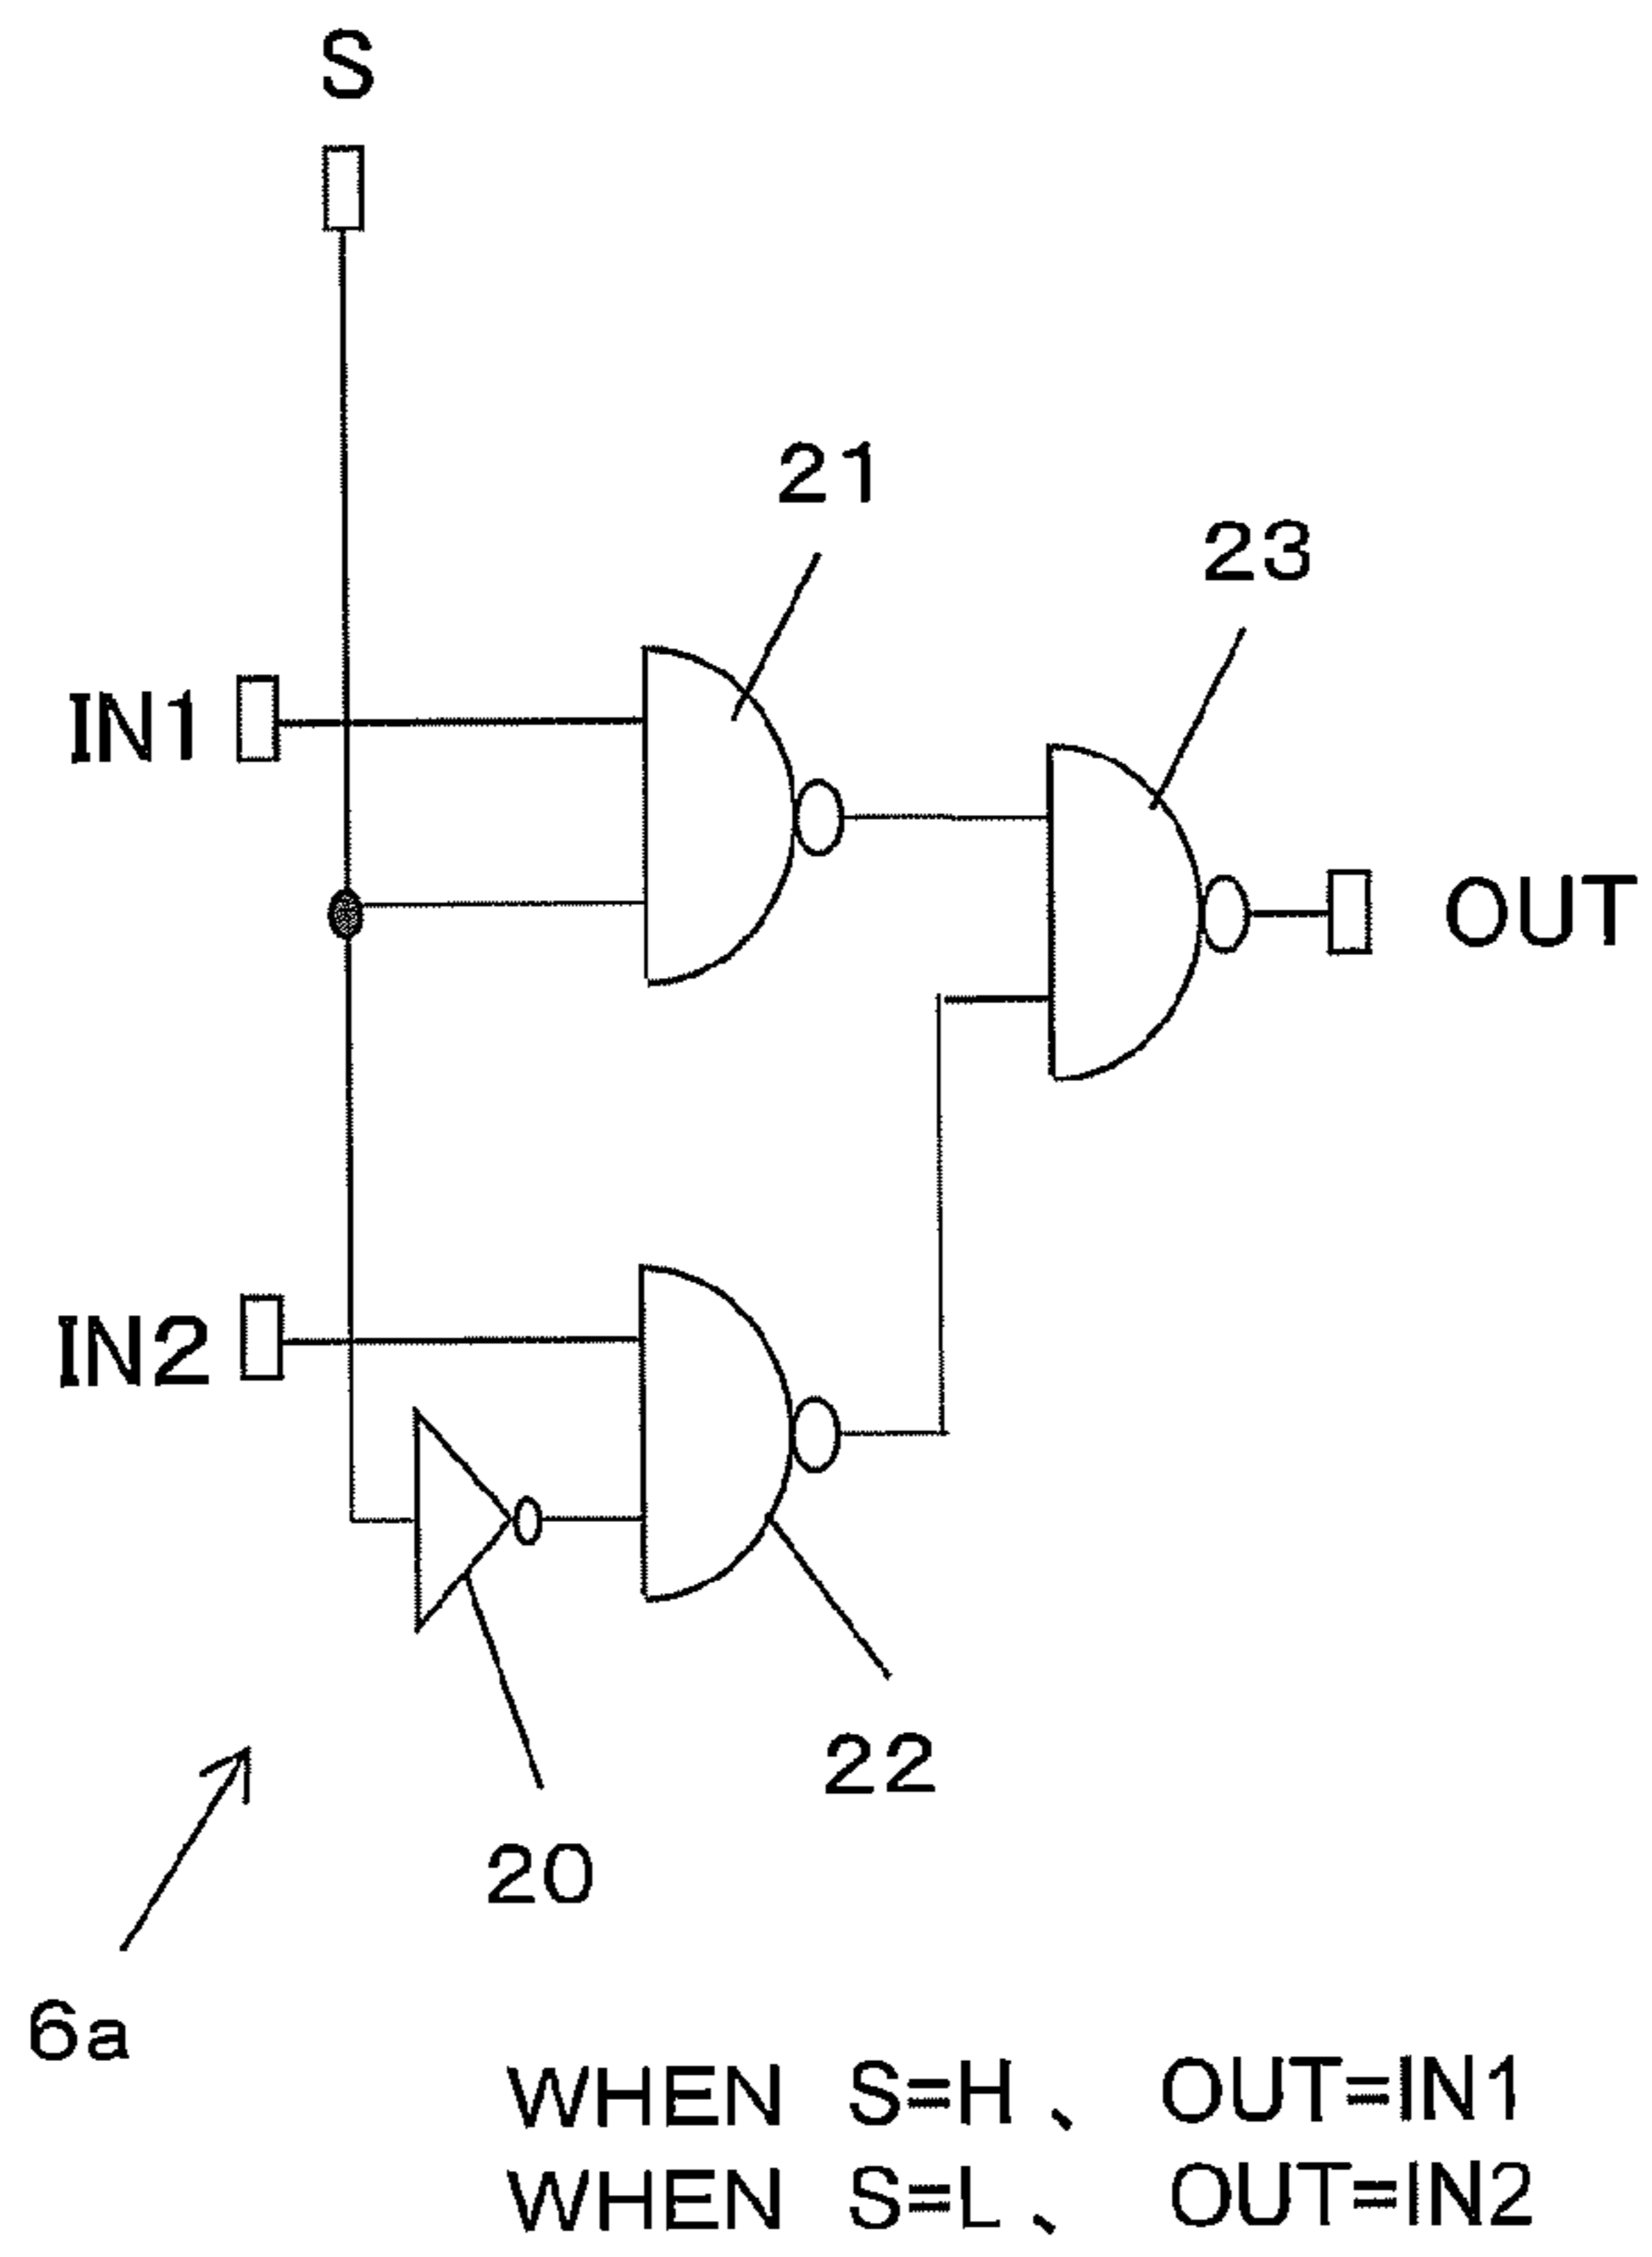 S
21
23
IN1
OUT
IN2
22
20
6a
WHEN S=H、 OUT=IN1
WHEN S=L、 OUT=IN2